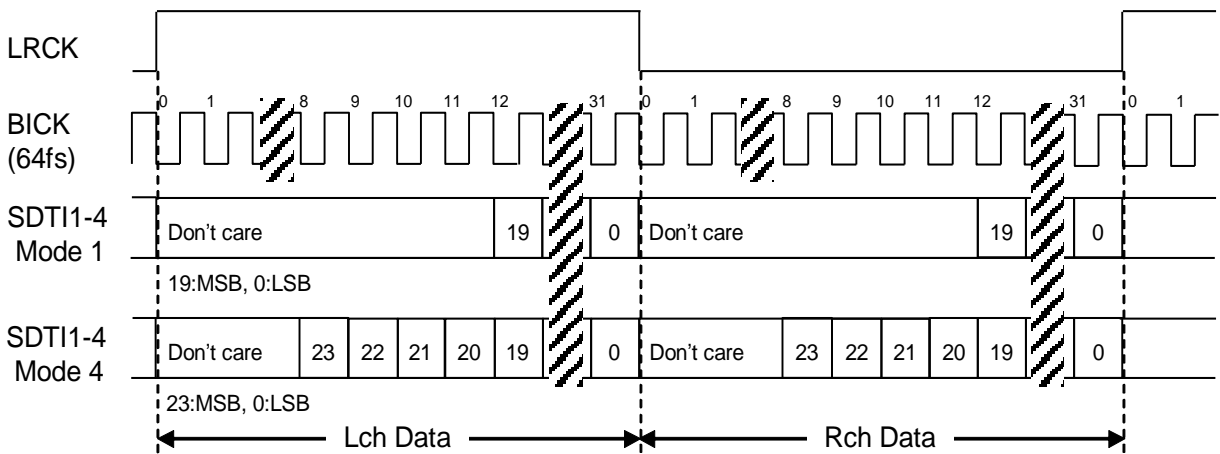 LRCK
0 1 8 9 10 11 12 31 0 1 8 9 10 11 12 31 0 1
BICK
(64fs)
SDTI1-4
Mode 1
Don't care 19 0 Don't care 19 0
19:MSB, 0:LSB
SDTI1-4
Mode 4
Don't care 23 22 21 20 19 0 Don't care 23 22 21 20 19 0
23:MSB, 0:LSB
Lch Data Rch Data